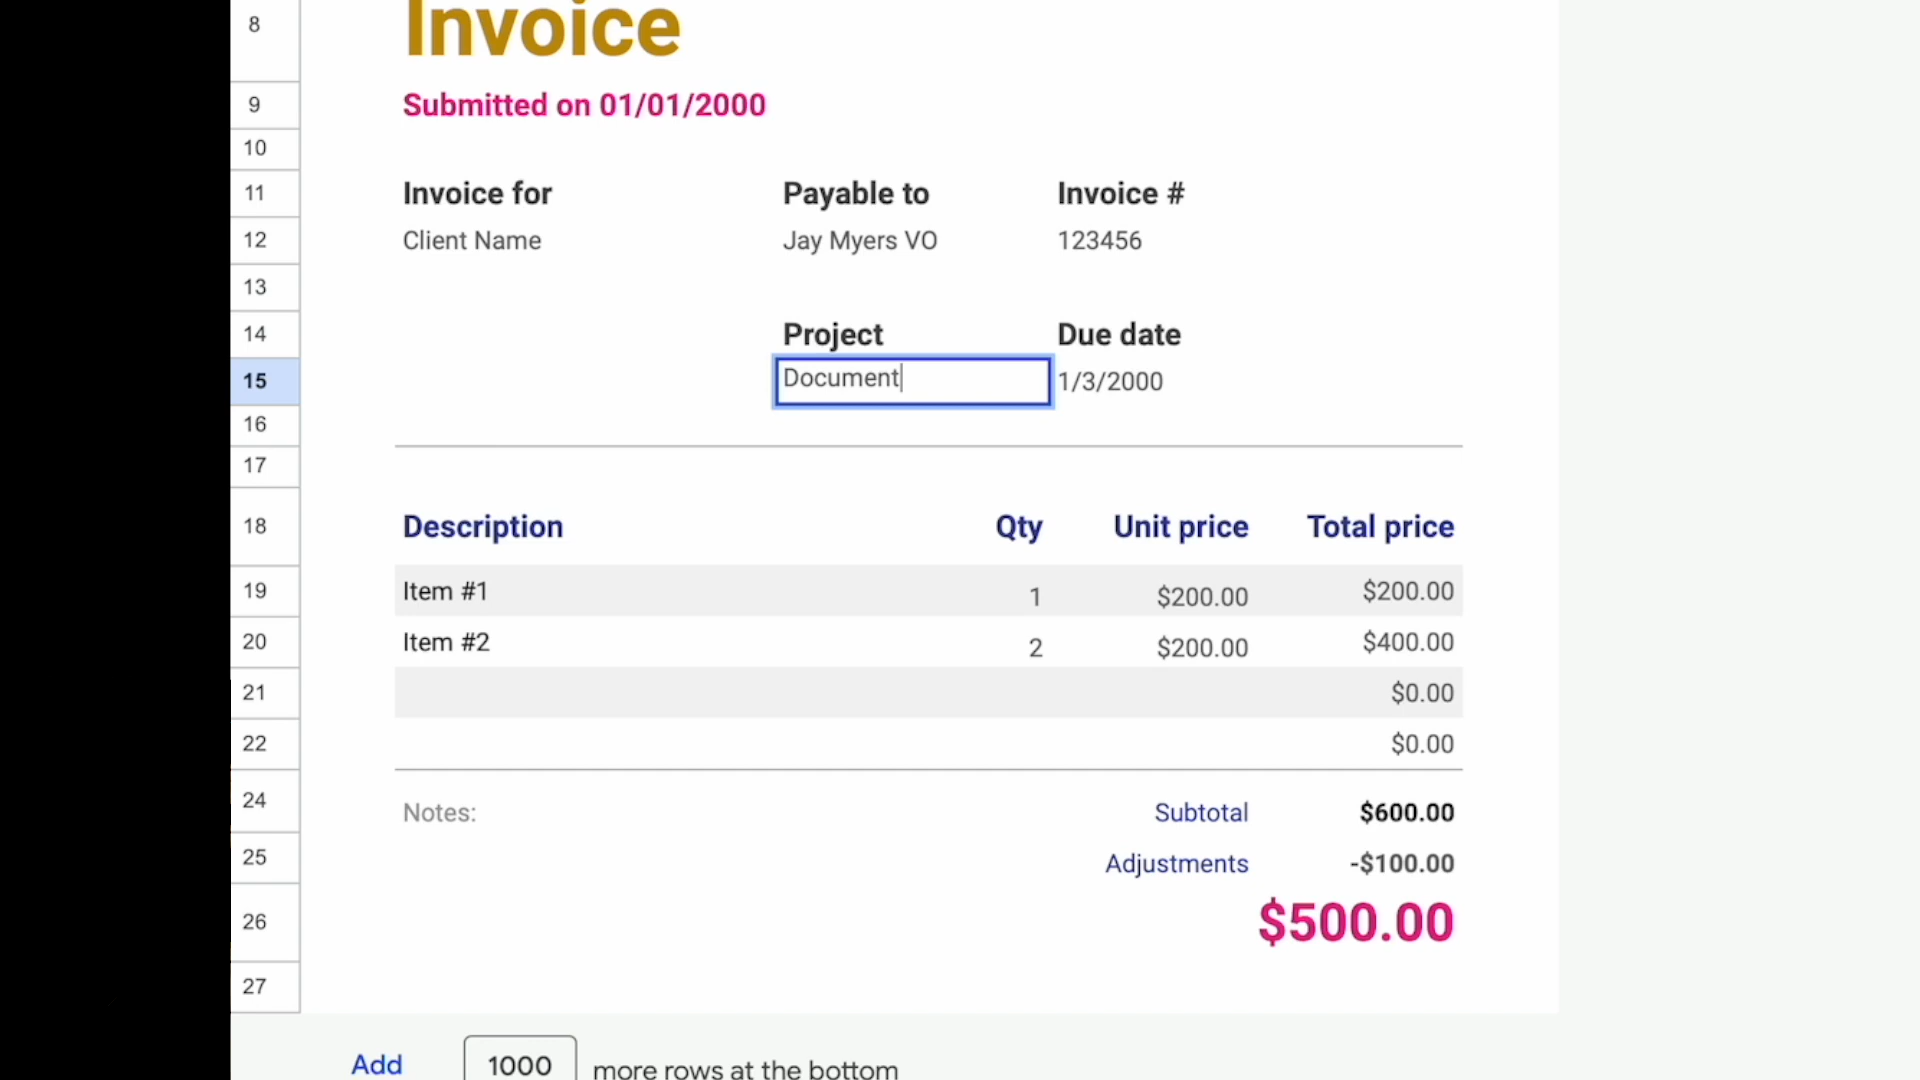 8
Invoice
9
Submitted on 01/01/2000
10
11
Invoice for Payable to Invoice #
12
Client Name Jay Myers VO 123456
13
14
Project Due date
15
Document 1/3/2000
16
17
18
Description Qty Unit price Total price
19
Item #1 1 $200.00 $200.00
20
Item #2 2 $200.00 $400.00
21
$0.00
22
$0.00
24
Notes: Subtotal $600.00
25
Adjustments -$100.00
26
$500.00
27
Add 1000 more rows at the bottom